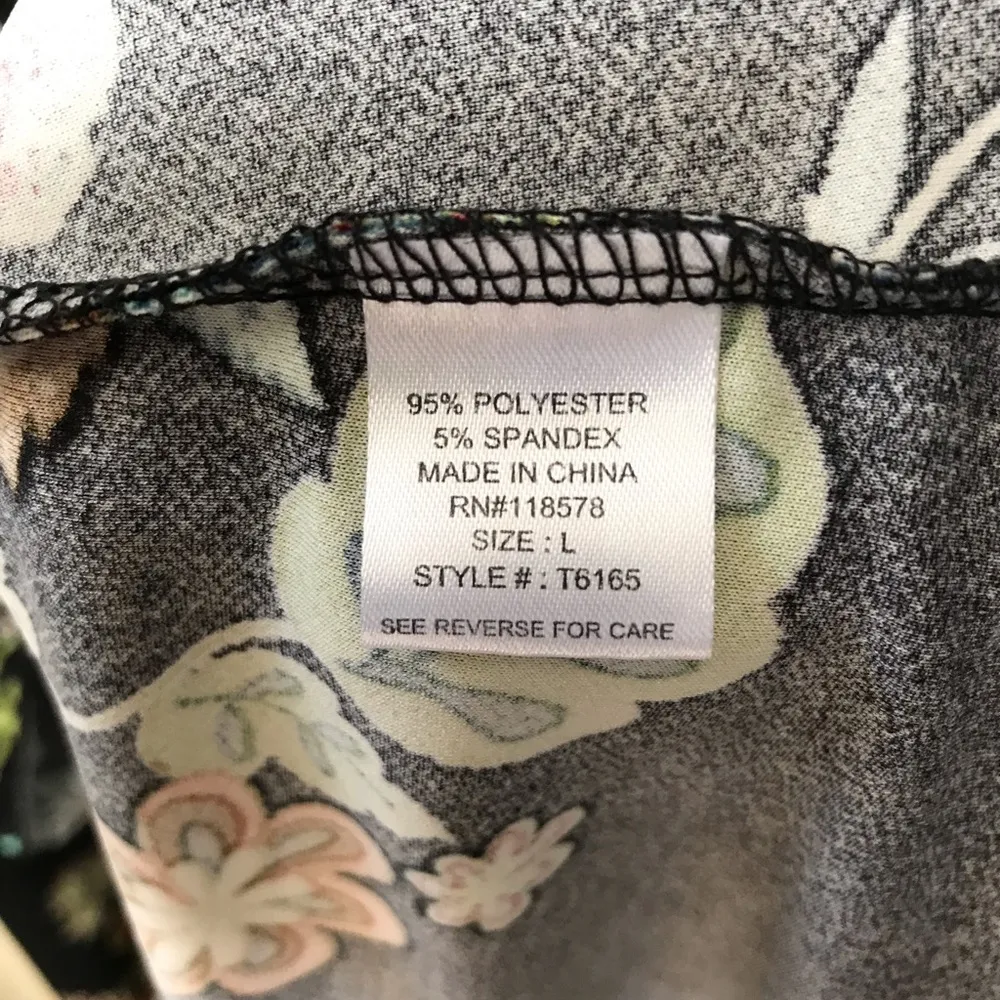 95% POLYESTER
5% SPANDEX
MADE IN CHINA
RN#118578
SIZE : L
STYLE # : T6165
SEE REVERSE FOR CARE